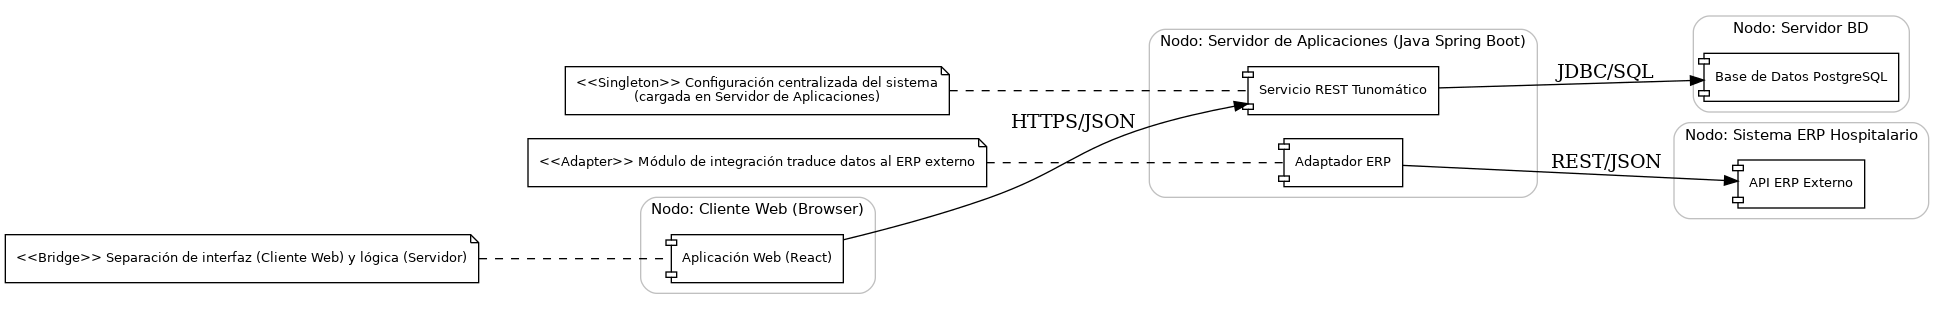 Nodo: Servidor BD
Nodo: Servidor de Aplicaciones (Java Spring Boot)
<<Singleton>> Configuración centralizada del sistema
(cargada en Servidor de Aplicaciones)
Servicio REST Tunomático
JDBC/SQL
Base de Datos PostgreSQL
HTTPS/JSON
Nodo: Sistema ERP Hospitalario
<<Adapter>> Módulo de integración traduce datos al ERP externo
Adaptador ERP
REST/JSON
API ERP Externo
Nodo: Cliente Web (Browser)
<<Bridge>> Separación de interfaz (Cliente Web) y lógica (Servidor)
Aplicación Web (React)